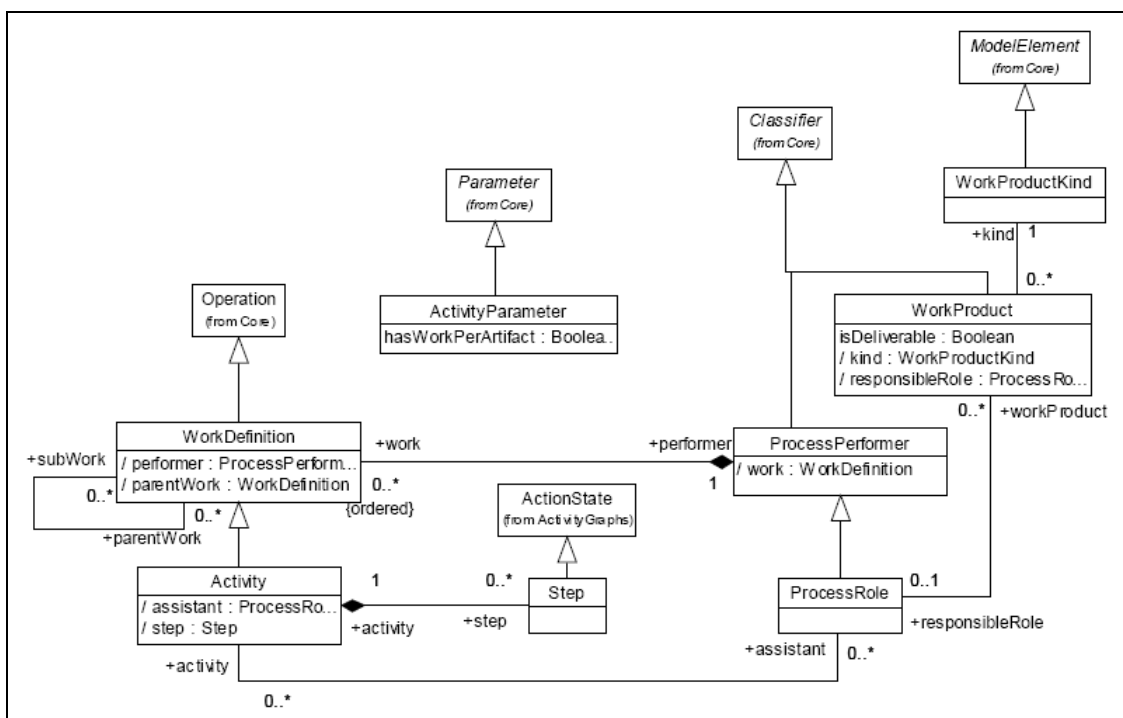 ModelElement
(from Core)
Classifier
(from Core)
WorkProductKind
Parameter
(from Core)
+kind
1
0..*
Operation
(from Core)
ActivityParameter
hasWorkPerArtifact : Boolea..
WorkProduct
isDeliverable : Boolean
/ kind : WorkProductKind
/ responsibleRole : ProcessRo...
0..*
+workProduct
WorkDefinition
/ performer : ProcessPerform...
/ parentWork : WorkDefinition
+subWork
0..*
0..*
+parentWork
+work
0..*
{ordered}
+performer
1
ProcessPerformer
/ work : WorkDefinition
ActionState
(from ActivityGraphs)
Activity
/ assistant : ProcessRo...
/ step : Step
1
+activity
0..*
+step
Step
ProcessRole
0..1
+responsibleRole
+activity
0..*
+assistant
0..*